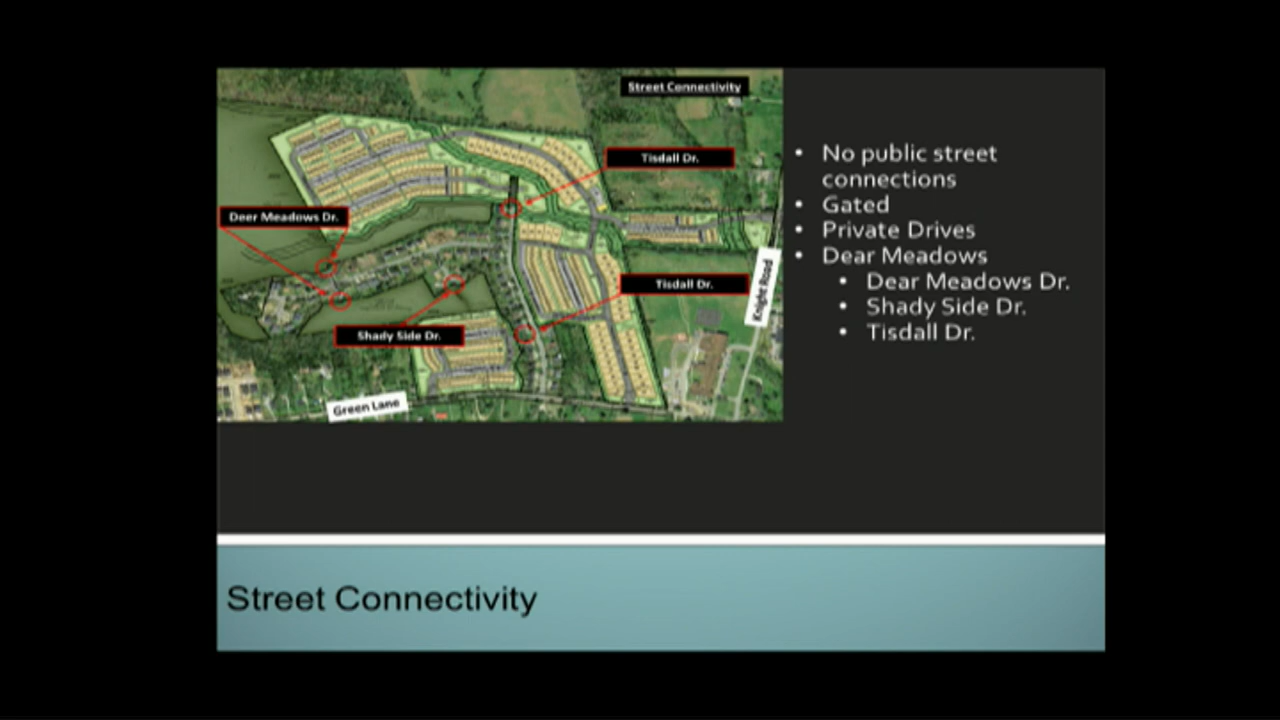 Street Connectivity
Tisdall Dr.
Deer Meadows Dr.
Tisdall Dr.
Shady Side Dr.
Knight Road
Green Lane
• No public street
connections
• Gated
• Private Drives
• Dear Meadows
• Dear Meadows Dr.
• Shady Side Dr.
• Tisdall Dr.
Street Connectivity